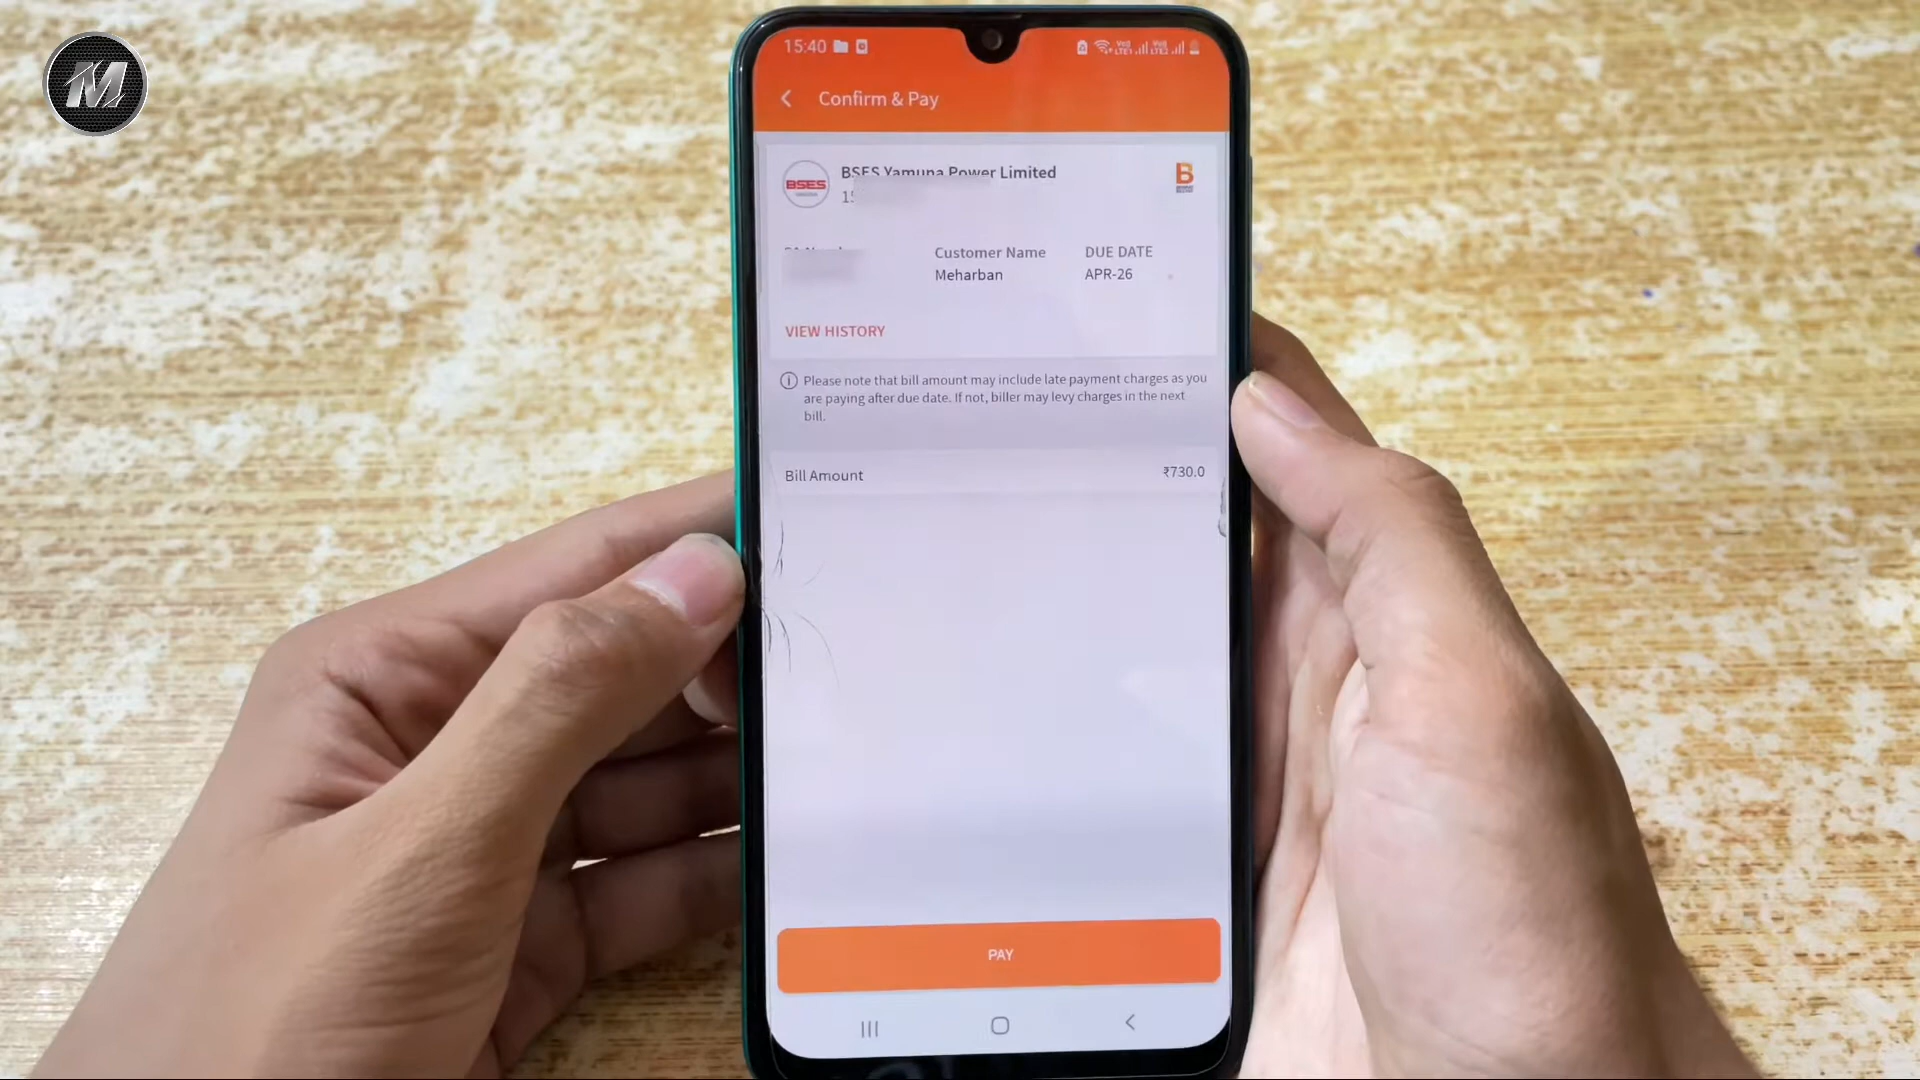 M
15:40
Confirm & Pay
BSES Yamuna Power Limited
BSES
B
Customer Name
Meharban
DUE DATE
APR-26
VIEW HISTORY
Please note that bill amount may include late payment charges as you
are paying after due date. If not, biller may levy charges in the next
bill.
Bill Amount
₹730.0
PAY